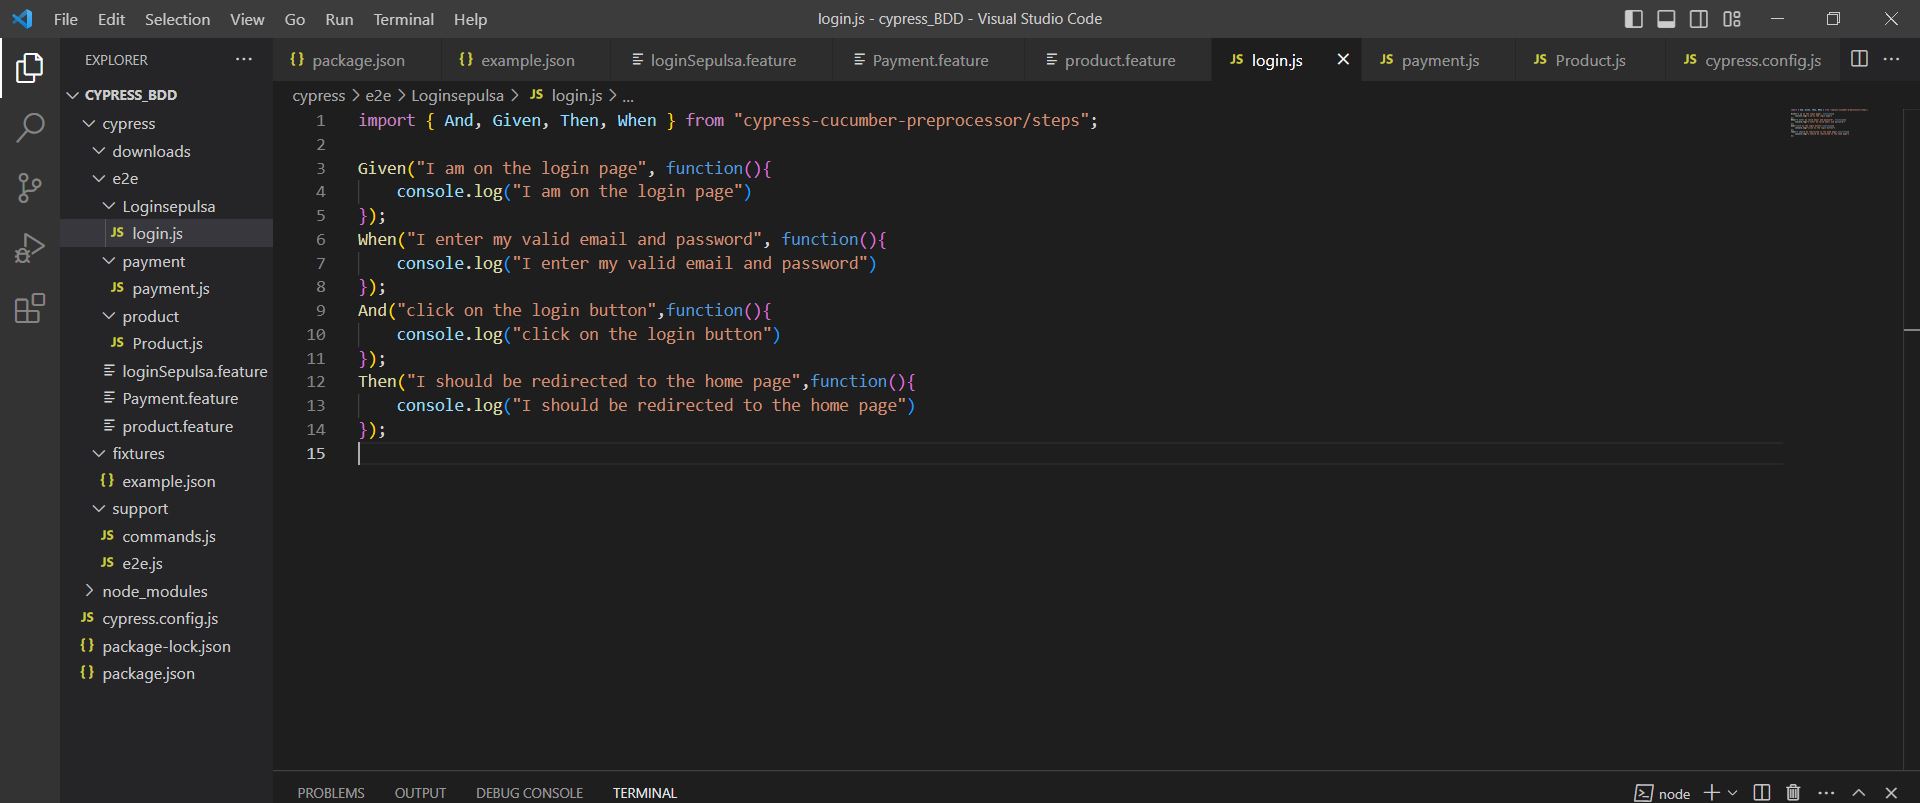 File Edit Selection View Go Run Terminal Help login.js - cypress_BDD - Visual Studio Code
EXPLORER
CYPRESS_BDD
cypress
downloads
e2e
Loginsepulsa
JS login.js
payment
JS payment.js
product
JS Product.js
loginSepulsa.feature
Payment.feature
product.feature
fixtures
{} example.json
support
JS commands.js
JS e2e.js
node_modules
JS cypress.config.js
{} package-lock.json
{} package.json
{} package.json {} example.json loginSepulsa.feature Payment.feature product.feature JS login.js JS payment.js JS Product.js JS cypress.config.js
cypress > e2e > Loginsepulsa > JS login.js > ...
1 import { And, Given, Then, When } from "cypress-cucumber-preprocessor/steps";
2
3 Given("I am on the login page", function(){
4 console.log("I am on the login page")
5 });
6 When("I enter my valid email and password", function(){
7 console.log("I enter my valid email and password")
8 });
9 And("click on the login button",function(){
10 console.log("click on the login button")
11 });
12 Then("I should be redirected to the home page",function(){
13 console.log("I should be redirected to the home page")
14 });
15
PROBLEMS OUTPUT DEBUG CONSOLE TERMINAL node